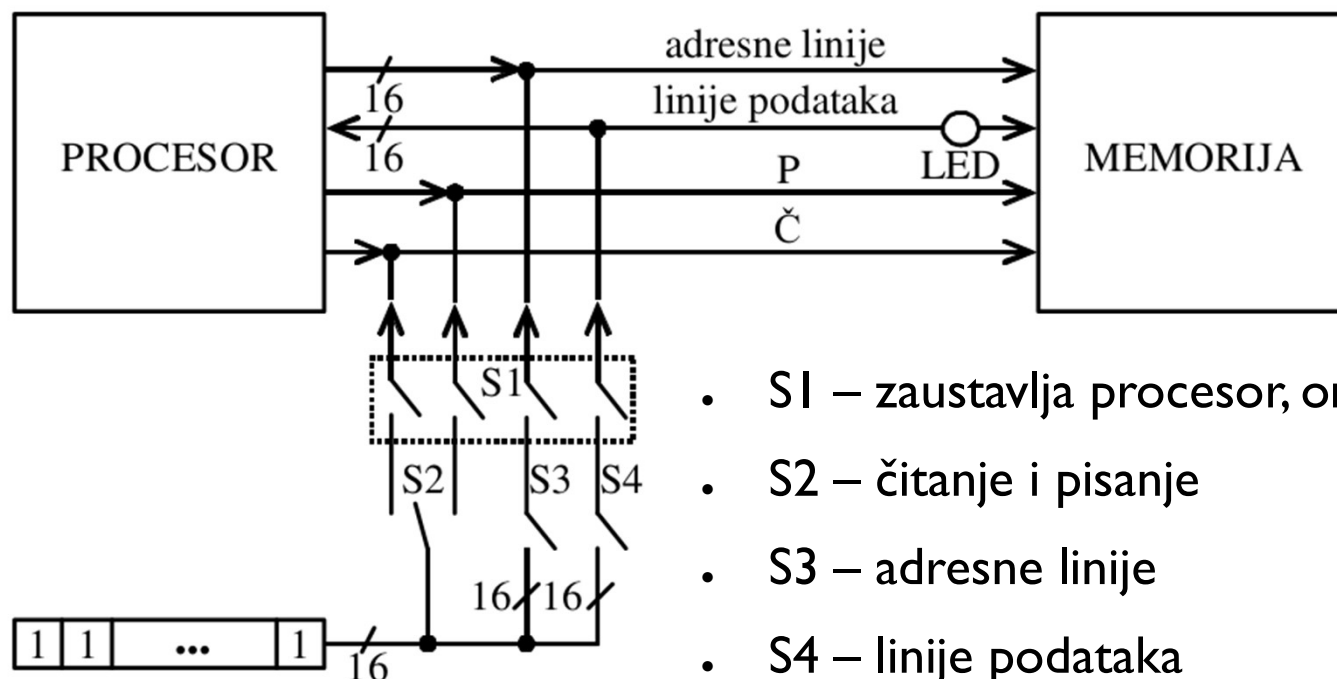 adresne linije
16
linije podataka
16
PROCESOR
LED
MEMORIJA
P
Č
S1
S2
S3
S4
16
16
1 1 ... 1
16
. S1 – zaustavlja procesor,
. S2 – čitanje i pisanje
. S3 – adresne linije
. S4 – linije podataka